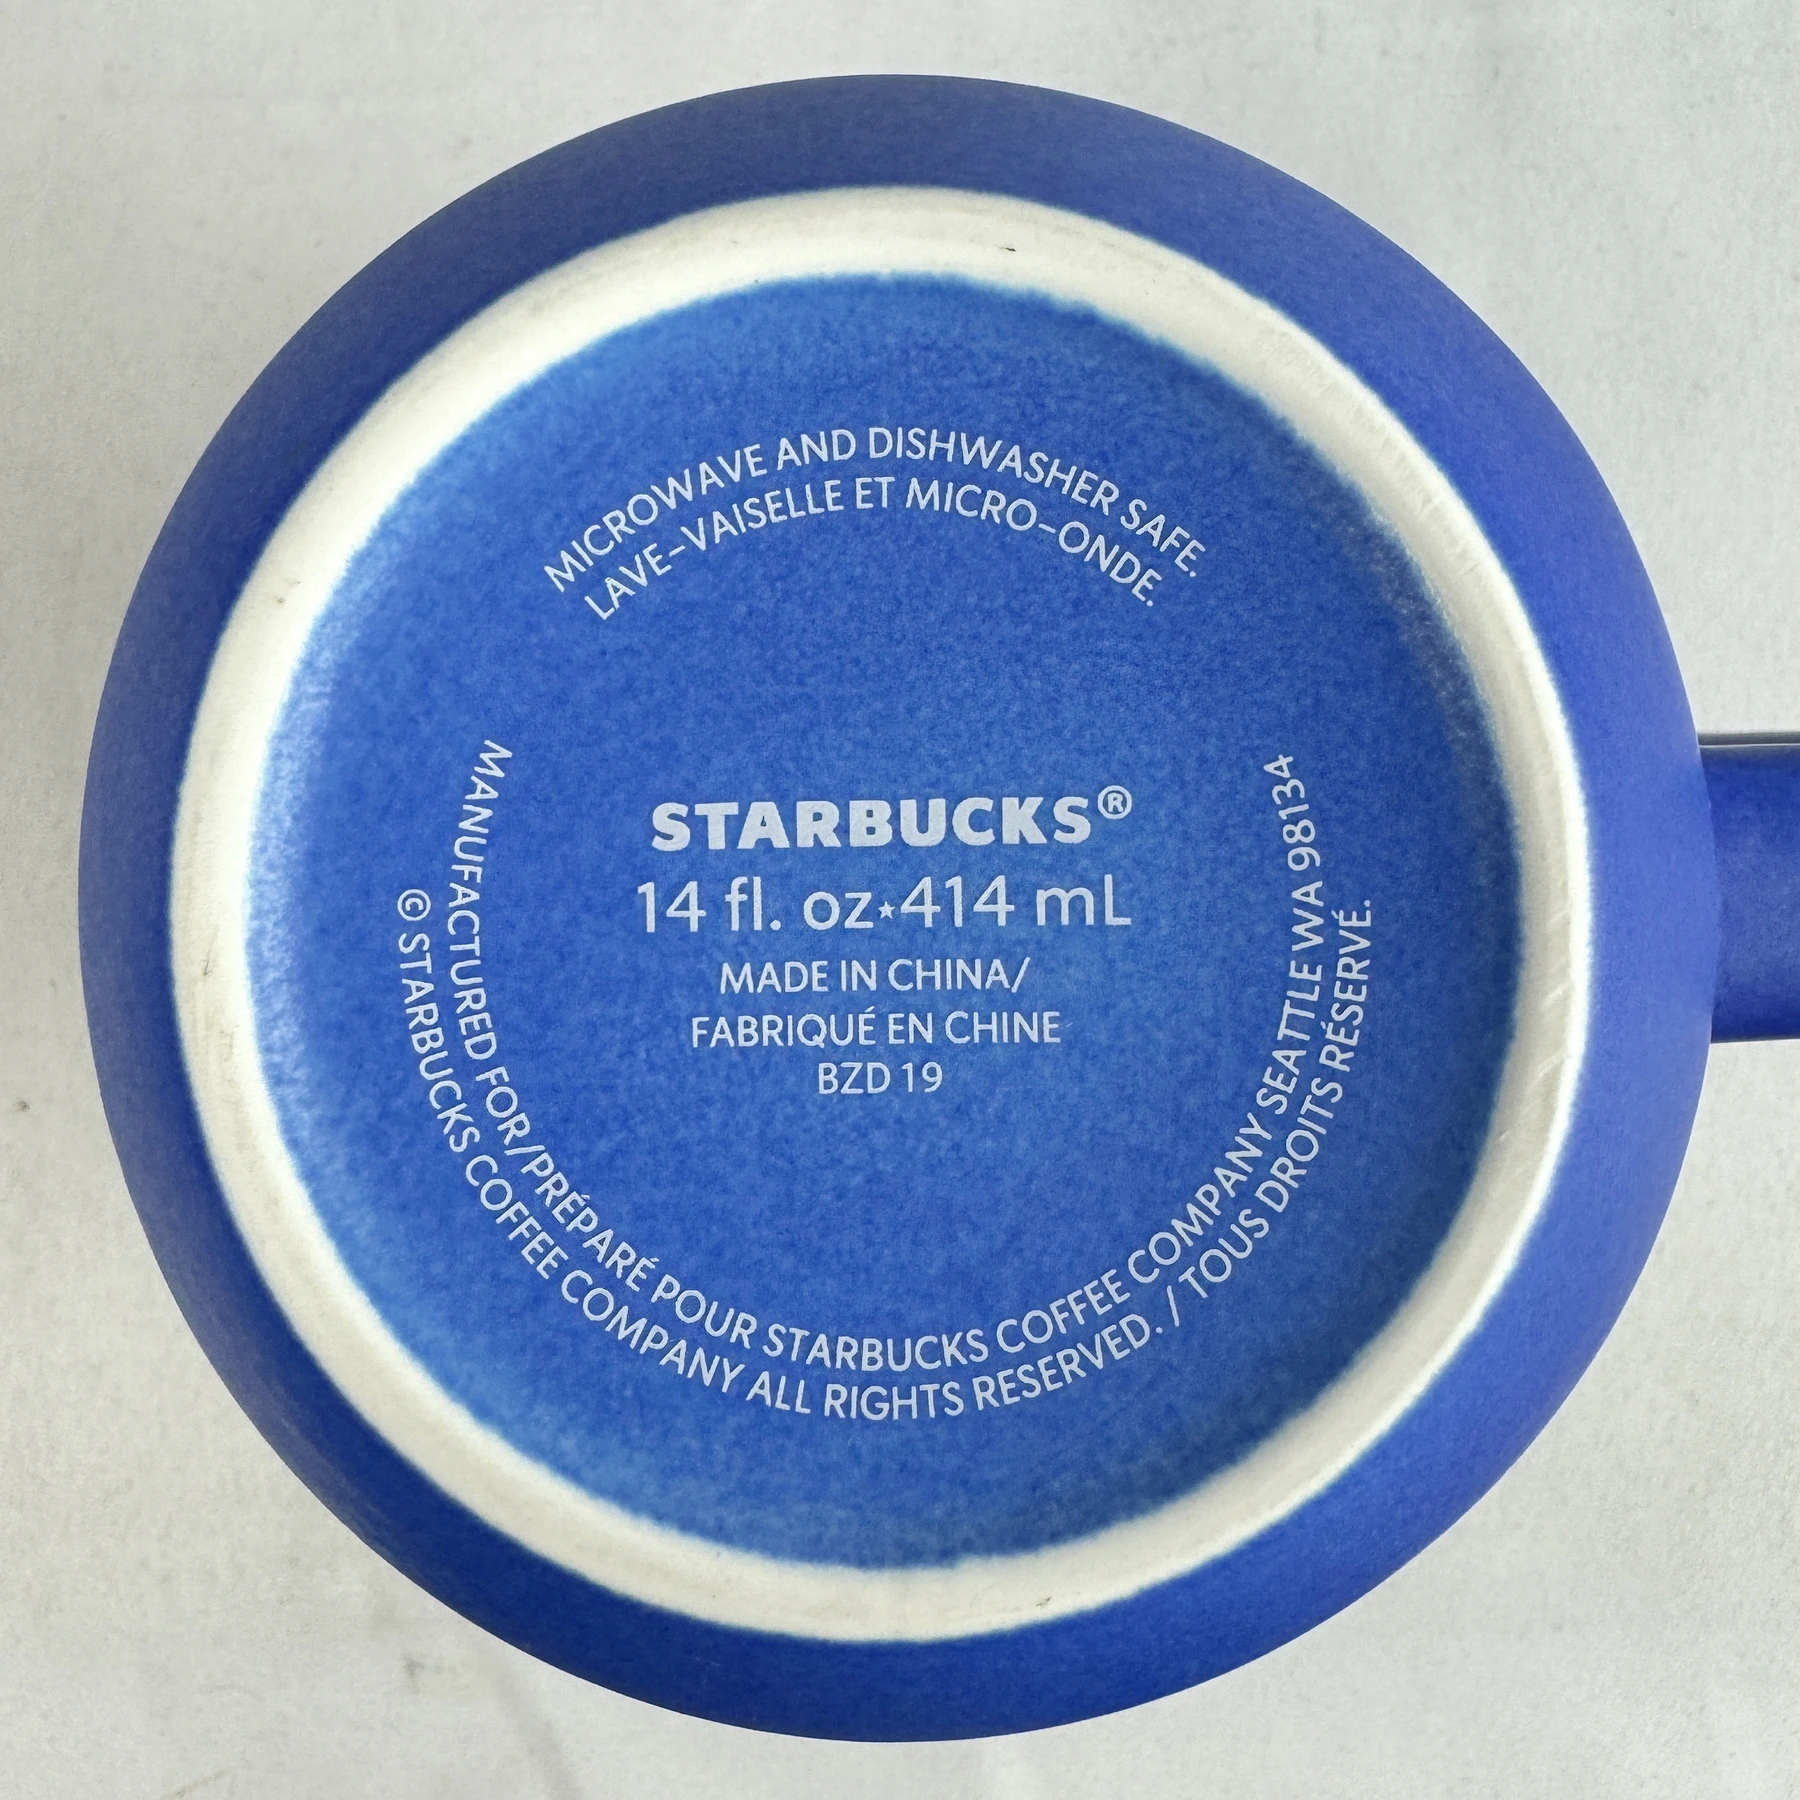 MICROWAVE AND DISHWASHER SAFE.
LAVE-VAISELLE ET MICRO-ONDE.
STARBUCKS®
14 fl. oz★414 mL
MADE IN CHINA/
FABRIQUÉ EN CHINE
BZD 19
MANUFACTURED FOR/PRÉPARÉ POUR STARBUCKS COFFEE COMPANY SEATTLE WA 98134
© STARBUCKS COFFEE COMPANY ALL RIGHTS RESERVED. / TOUS DROITS RÉSERVÉ.